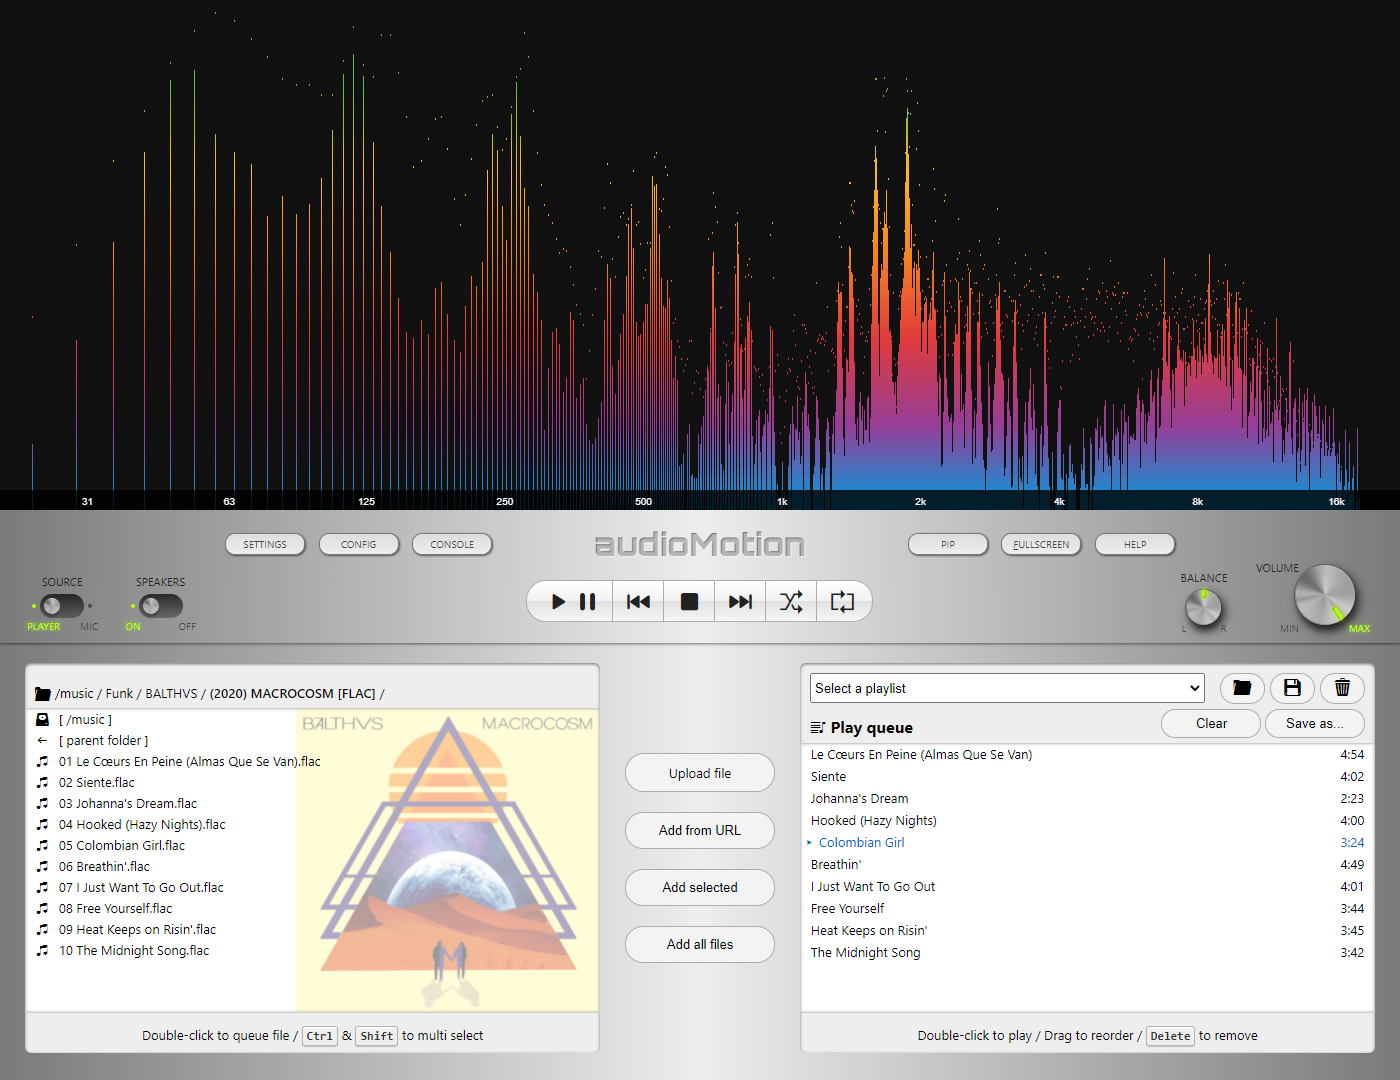 31 63 125 250 500 1k 2k 4k 8k 16k
SETTINGS CONFIG CONSOLE audioMotion PIP FULLSCREEN HELP
SOURCE SPEAKERS BALANCE VOLUME
PLAYER MIC ON OFF L R MIN MAX
/music / Funk / BALTHVS / (2020) MACROCOSM [FLAC] /
[ /music ]
[ parent folder ]
01 Le Cœurs En Peine (Almas Que Se Van).flac
02 Siente.flac
03 Johanna's Dream.flac
04 Hooked (Hazy Nights).flac
05 Colombian Girl.flac
06 Breathin'.flac
07 I Just Want To Go Out.flac
08 Free Yourself.flac
09 Heat Keeps on Risin'.flac
10 The Midnight Song.flac
BALTHVS MACROCOSM
Double-click to queue file / Ctrl & Shift to multi select
Upload file
Add from URL
Add selected
Add all files
Select a playlist
Play queue Clear Save as...
Le Cœurs En Peine (Almas Que Se Van) 4:54
Siente 4:02
Johanna's Dream 2:23
Hooked (Hazy Nights) 4:00
Colombian Girl 3:24
Breathin' 4:49
I Just Want To Go Out 4:01
Free Yourself 3:44
Heat Keeps on Risin' 3:45
The Midnight Song 3:42
Double-click to play / Drag to reorder / Delete to remove